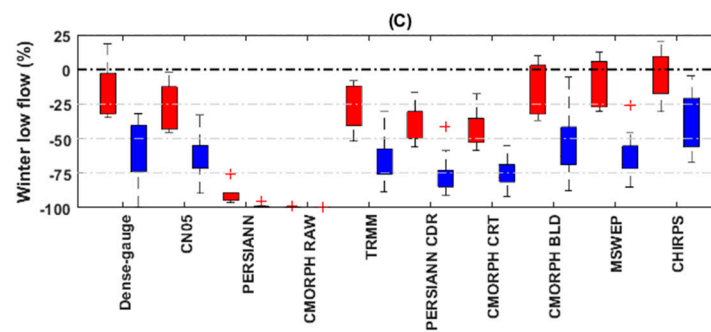 (C)
Winter low flow (%)
25
0
-25
-50
-75
-100
Dense-gauge
CN05
PERSIANN
CMORPH RAW
TRMM
PERSIANN CDR
CMORPH CRT
CMORPH BLD
MSWEP
CHIRPS